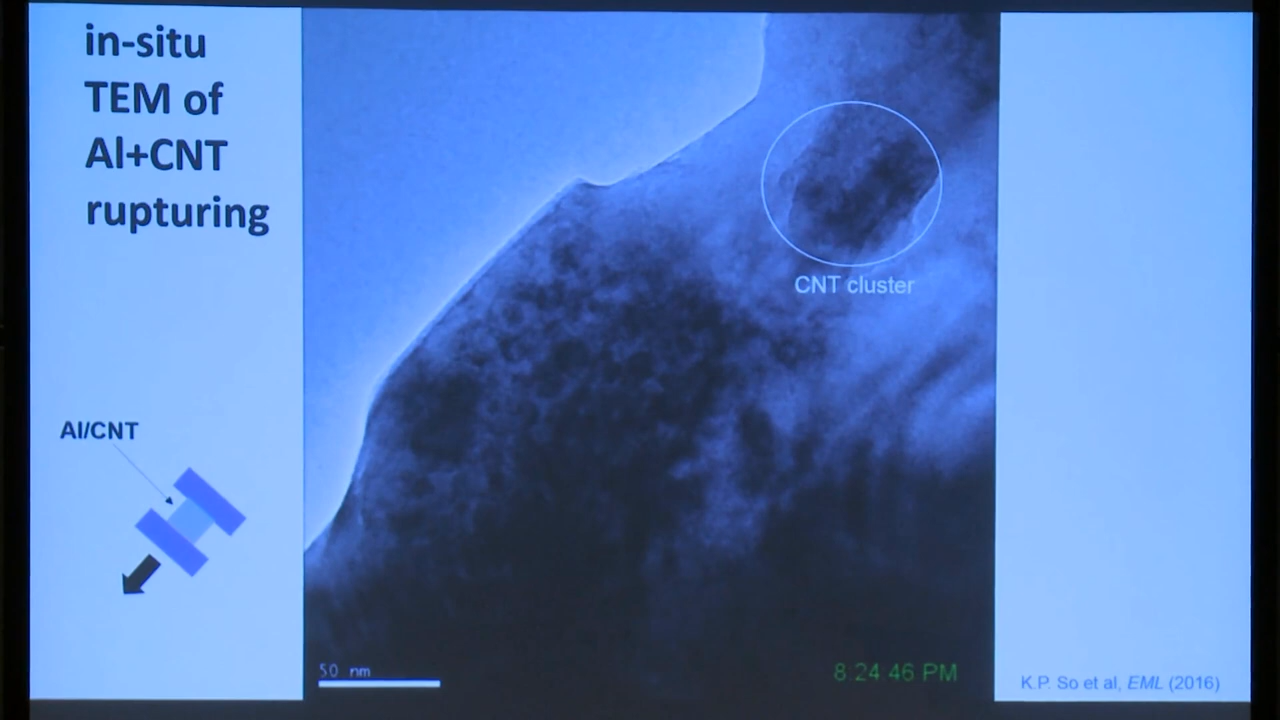 in-situ
TEM of
Al+CNT
rupturing
CNT cluster
Al/CNT
50 nm
8:24:46 PM
K.P. So et al, EML (2016)